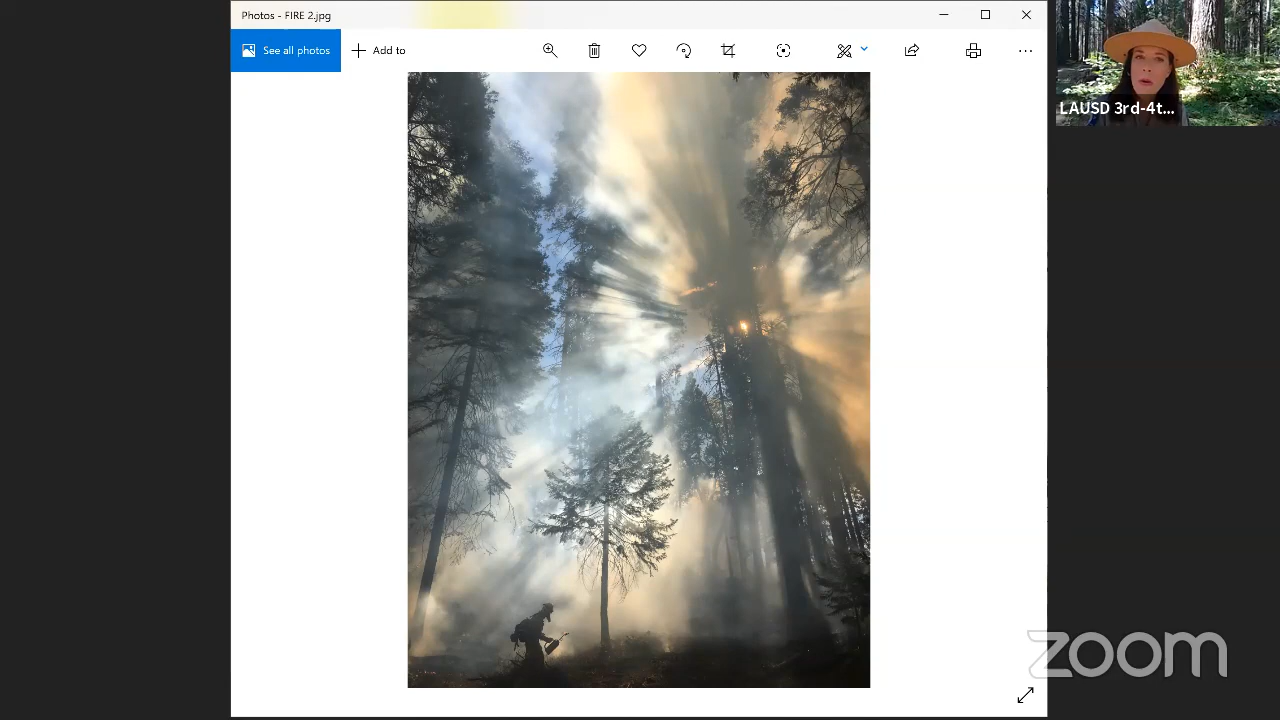 Photos - FIRE 2.jpg
See all photos
Add to
LAUSD 3rd-4t...
zoom